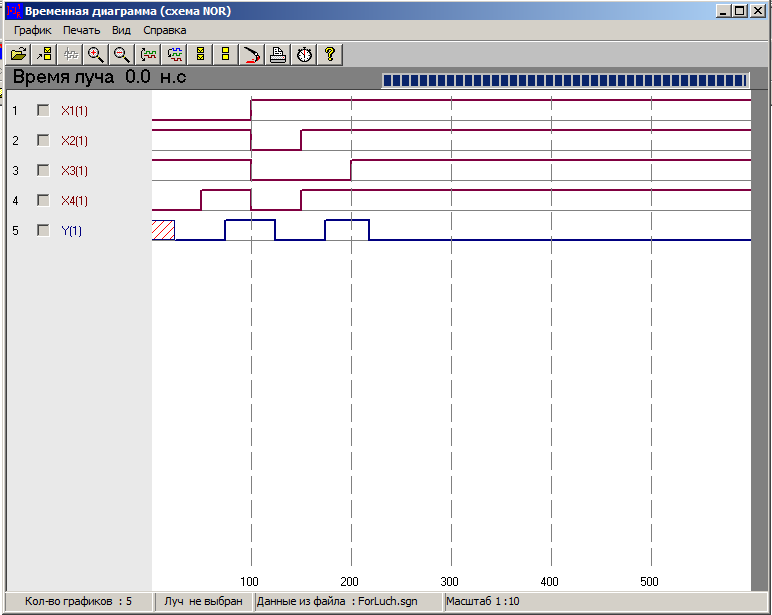 Временная диаграмма (схема NOR)
График Печать Вид Справка
Время луча 0.0 н.с
1 X1(1)
2 X2(1)
3 X3(1)
4 X4(1)
5 Y(1)
100 200 300 400 500
Кол-во графиков : 5 Луч не выбран Данные из файла : ForLuch.sgn Масштаб 1:10